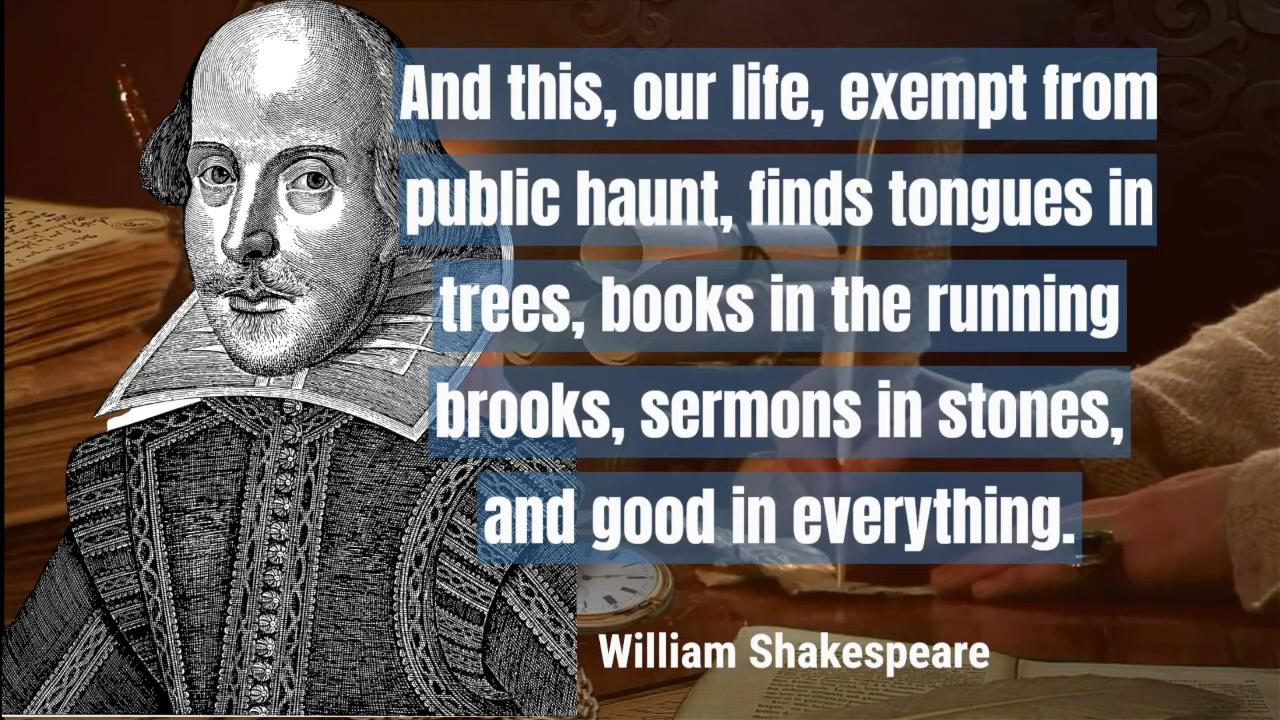 And this, our life, exempt from
public haunt, finds tongues in
trees, books in the running
brooks, sermons in stones,
and good in everything.
William Shakespeare